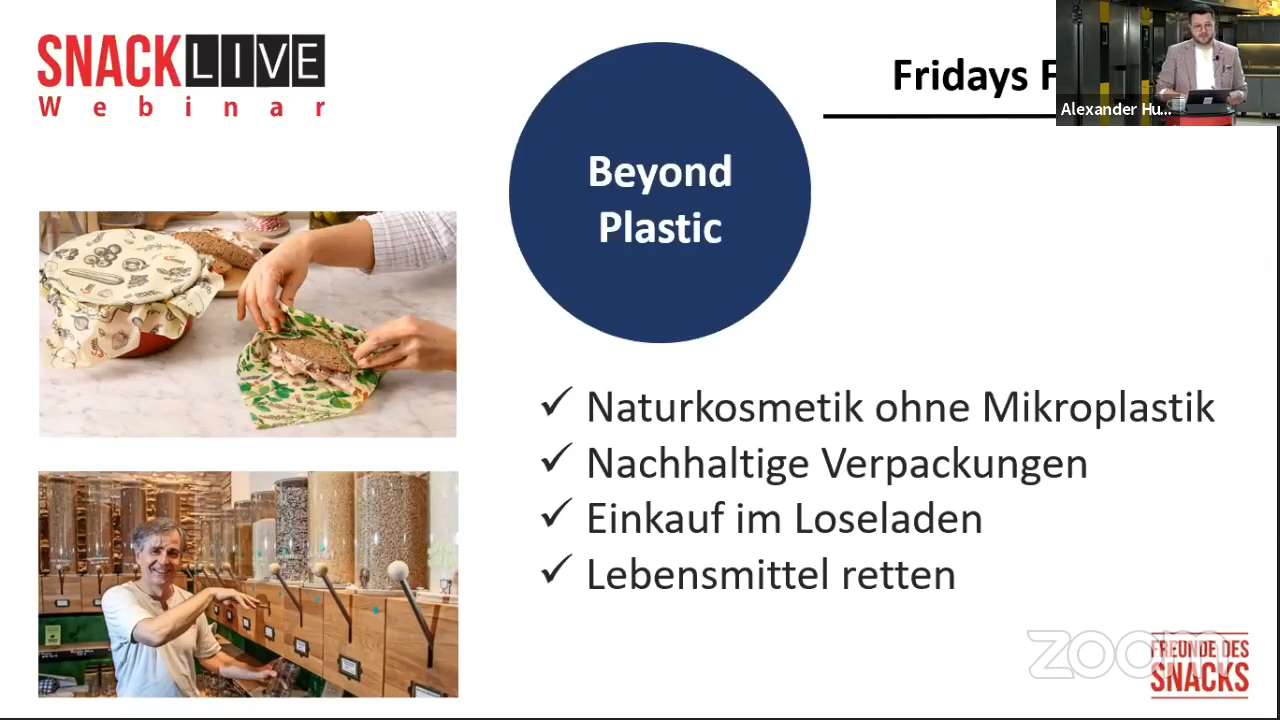 SNACKLIVE
Webinar
Beyond
Plastic
Fridays F
Alexander Hu...
✓ Naturkosmetik ohne Mikroplastik
✓ Nachhaltige Verpackungen
✓ Einkauf im Loseladen
✓ Lebensmittel retten
zoom
FREUNDE DES
SNACKS